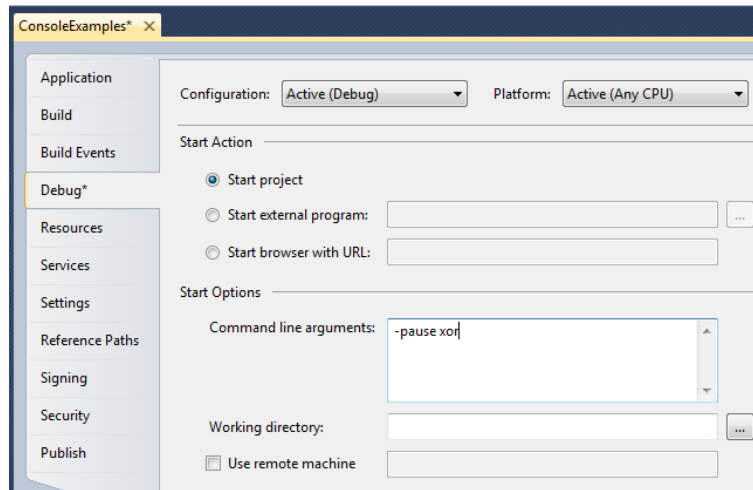 ConsoleExamples*
Application
Build
Build Events
Debug*
Resources
Services
Settings
Reference Paths
Signing
Security
Publish
Configuration: Active (Debug) Platform: Active (Any CPU)
Start Action
Start project
Start external program: ...
Start browser with URL:
Start Options
Command line arguments: -pause xor
Working directory: ...
Use remote machine